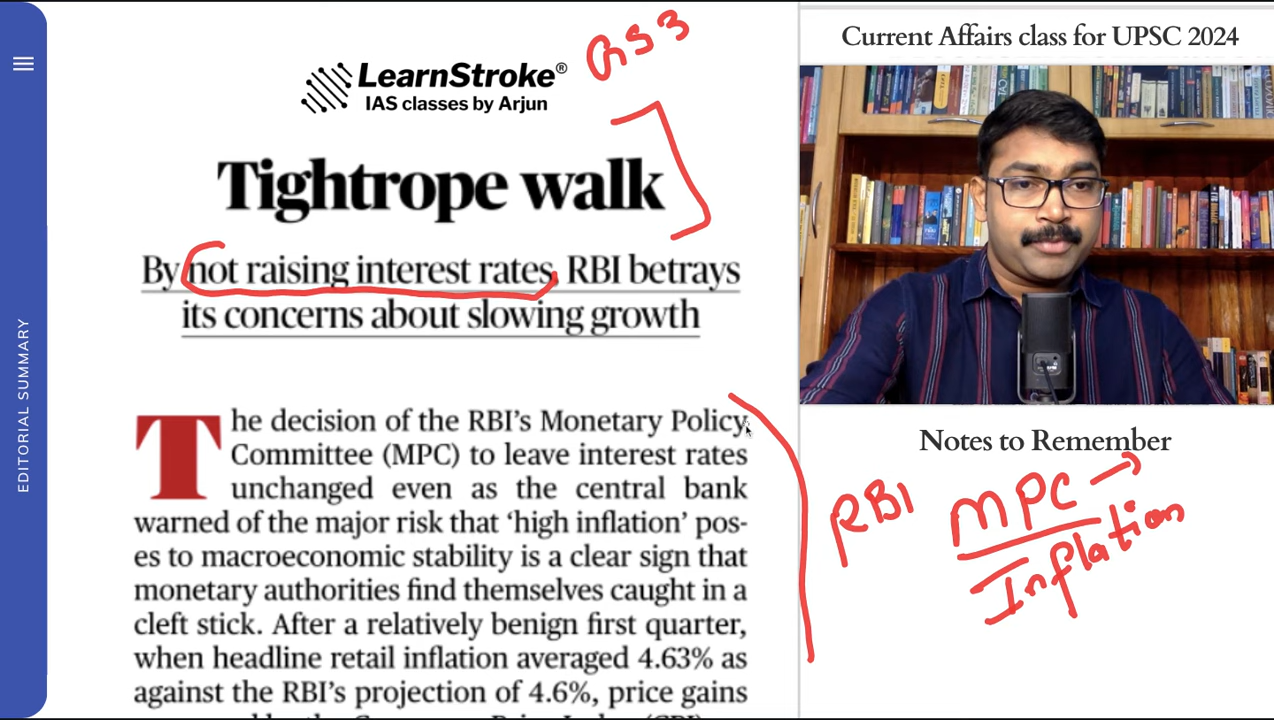 EDITORIAL SUMMARY
LearnStroke®
IAS classes by Arjun
GS3
Tightrope walk
By not raising interest rates, RBI betrays
its concerns about slowing growth
The decision of the RBI's Monetary Policy
Committee (MPC) to leave interest rates
unchanged even as the central bank
warned of the major risk that 'high inflation' pos-
es to macroeconomic stability is a clear sign that
monetary authorities find themselves caught in a
cleft stick. After a relatively benign first quarter,
when headline retail inflation averaged 4.63% as
against the RBI's projection of 4.6%, price gains
Current Affairs class for UPSC 2024
Notes to Remember
RBI MPC →
Inflation